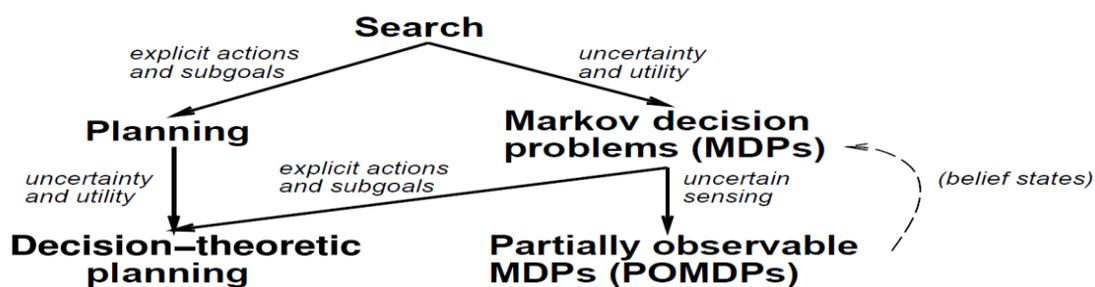 Search
explicit actions
and subgoals
uncertainty
and utility
Planning
Markov decision
problems (MDPs)
uncertainty
and utility
explicit actions
and subgoals
uncertain
sensing
(belief states)
Decision–theoretic
planning
Partially observable
MDPs (POMDPs)